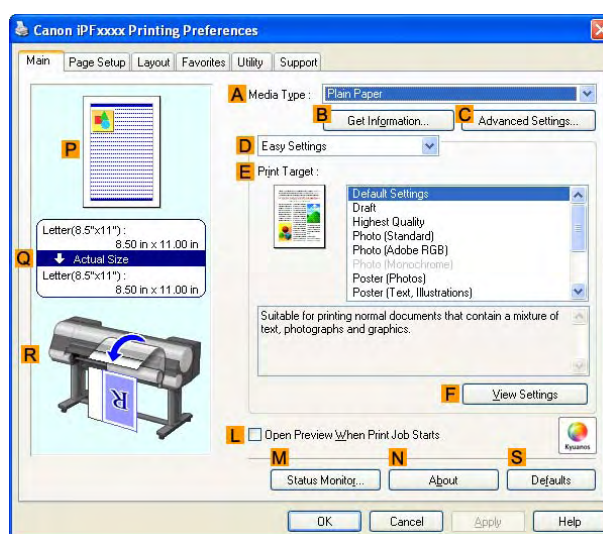 Canon iPFxxxx Printing Preferences
Main Page Setup Layout Favorites Utility Support
A Media Type : Plain Paper
B C
Get Information... Advanced Settings...
D Easy Settings
E Print Target :
P
Default Settings
Draft
Highest Quality
Photo (Standard)
Photo (Adobe RGB)
Photo (Monochrome)
Poster (Photos)
Poster (Text, Illustrations)
Letter(8.5"x11") :
8.50 in x 11.00 in
Q Actual Size
Letter(8.5"x11") :
8.50 in x 11.00 in
Suitable for printing normal documents that contain a mixture of
text, photographs and graphics.
R
R
F View Settings
L Open Preview When Print Job Starts
Kyuanos
M N S
Status Monitor... About Defaults
OK Cancel Apply Help